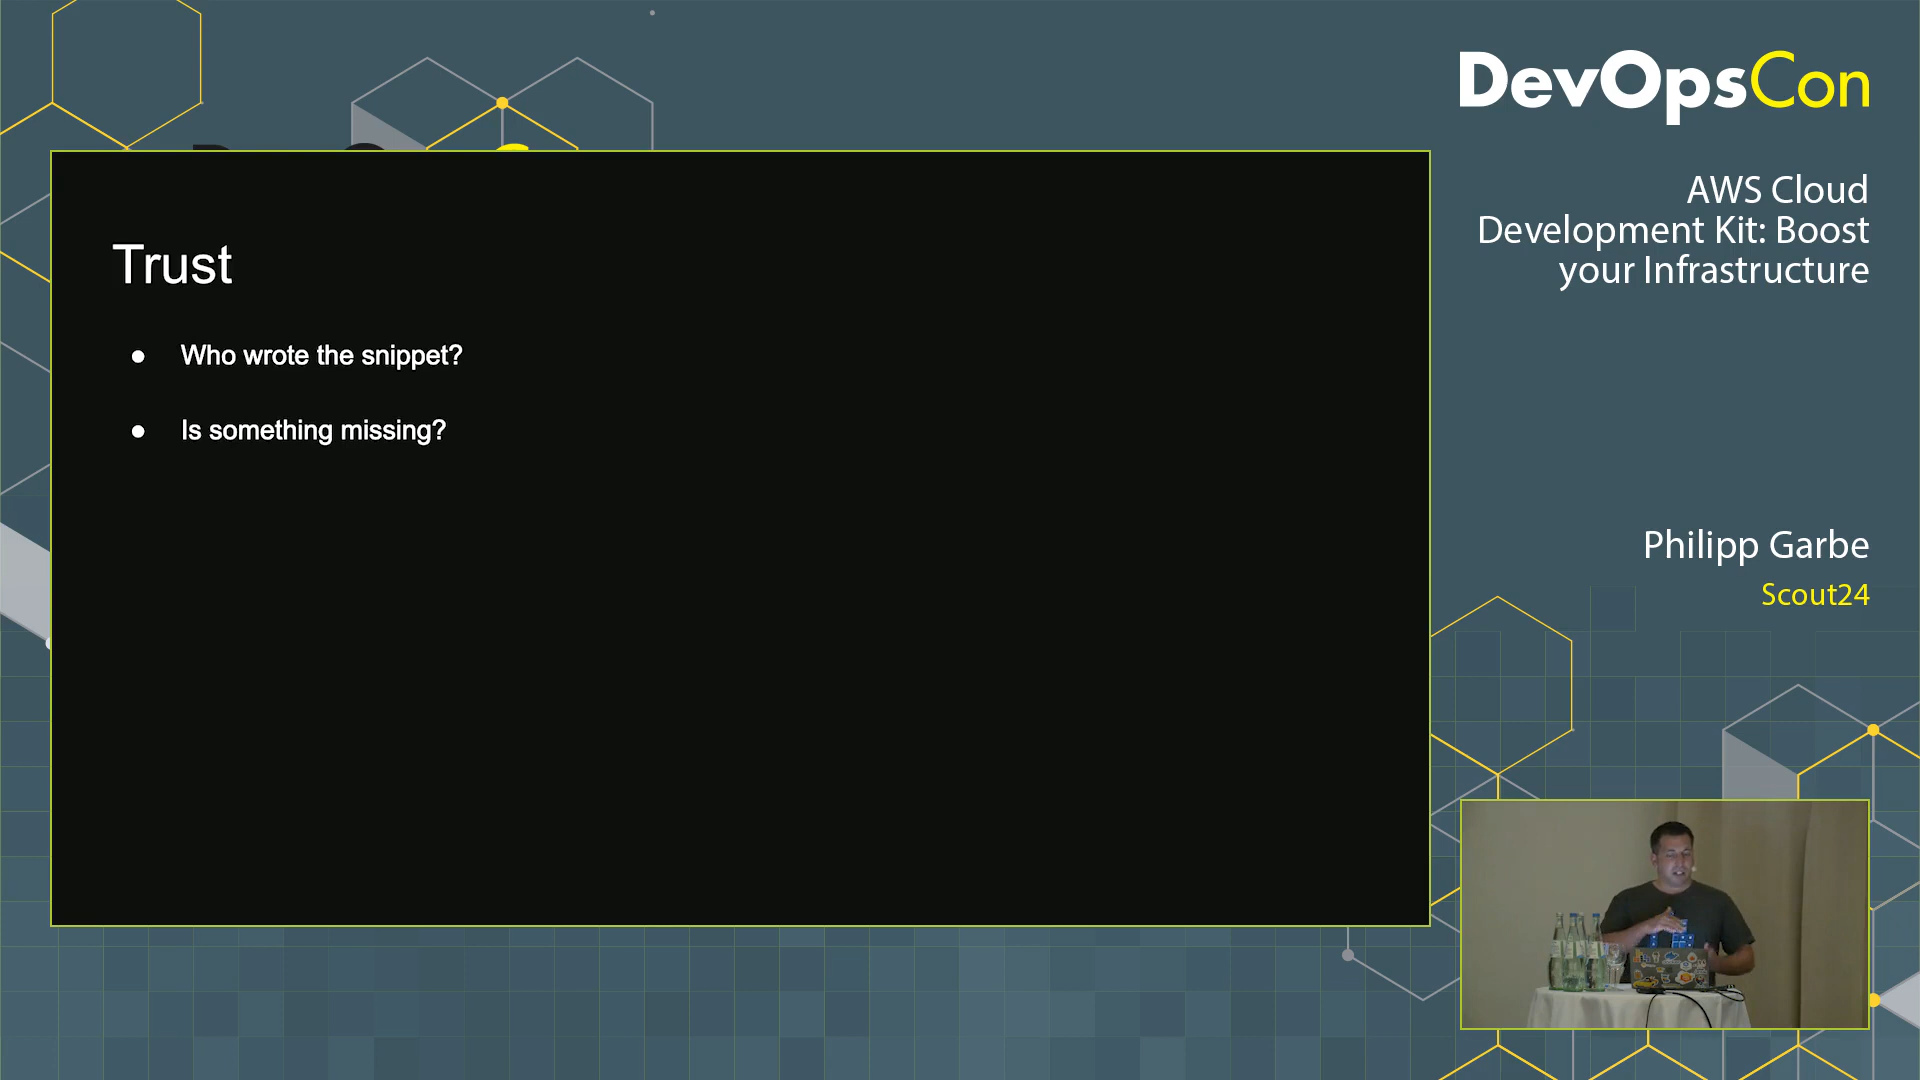 DevOpsCon
AWS Cloud
Development Kit: Boost
your Infrastructure
Trust
● Who wrote the snippet?
● Is something missing?
Philipp Garbe
Scout24